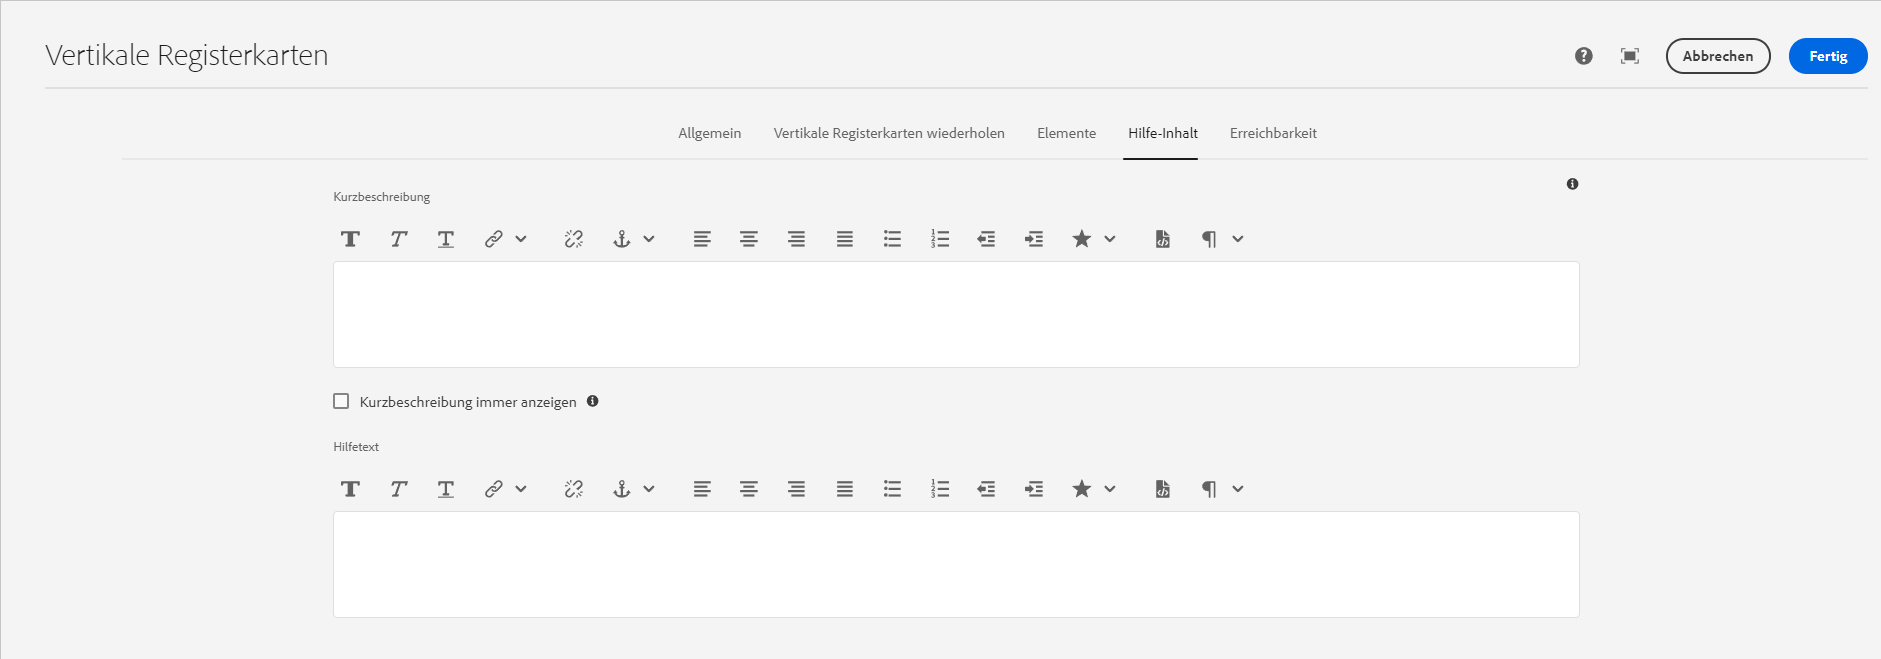 Vertikale Registerkarten
Abbrechen
Fertig
Allgemein
Vertikale Registerkarten wiederholen
Elemente
Hilfe-Inhalt
Erreichbarkeit
Kurzbeschreibung
Kurzbeschreibung immer anzeigen
Hilfetext